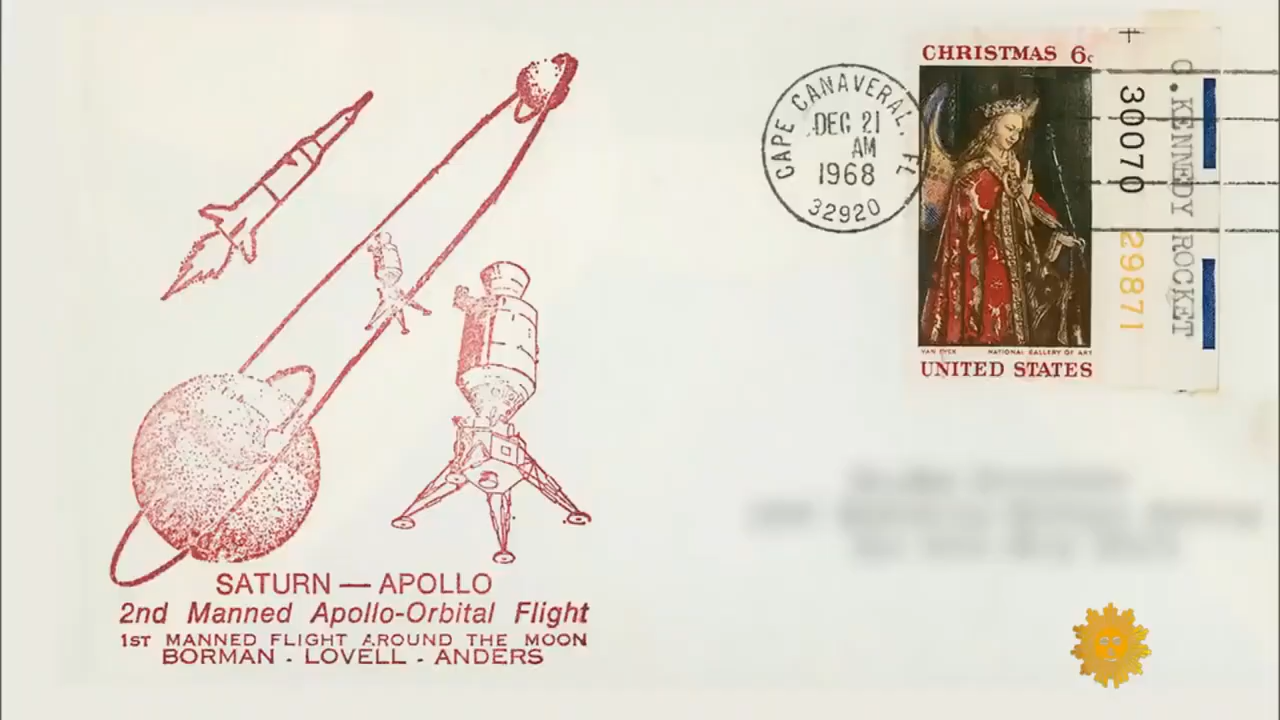 SATURN — APOLLO
2nd Manned Apollo-Orbital Flight
1ST MANNED FLIGHT AROUND THE MOON
BORMAN - LOVELL - ANDERS
CAPE CANAVERAL, FL
DEC 21
AM
1968
32920
CHRISTMAS 6c
VAN EYCK NATIONAL GALLERY OF ART
UNITED STATES
30070 29871
C.KENNEDY ROCKET